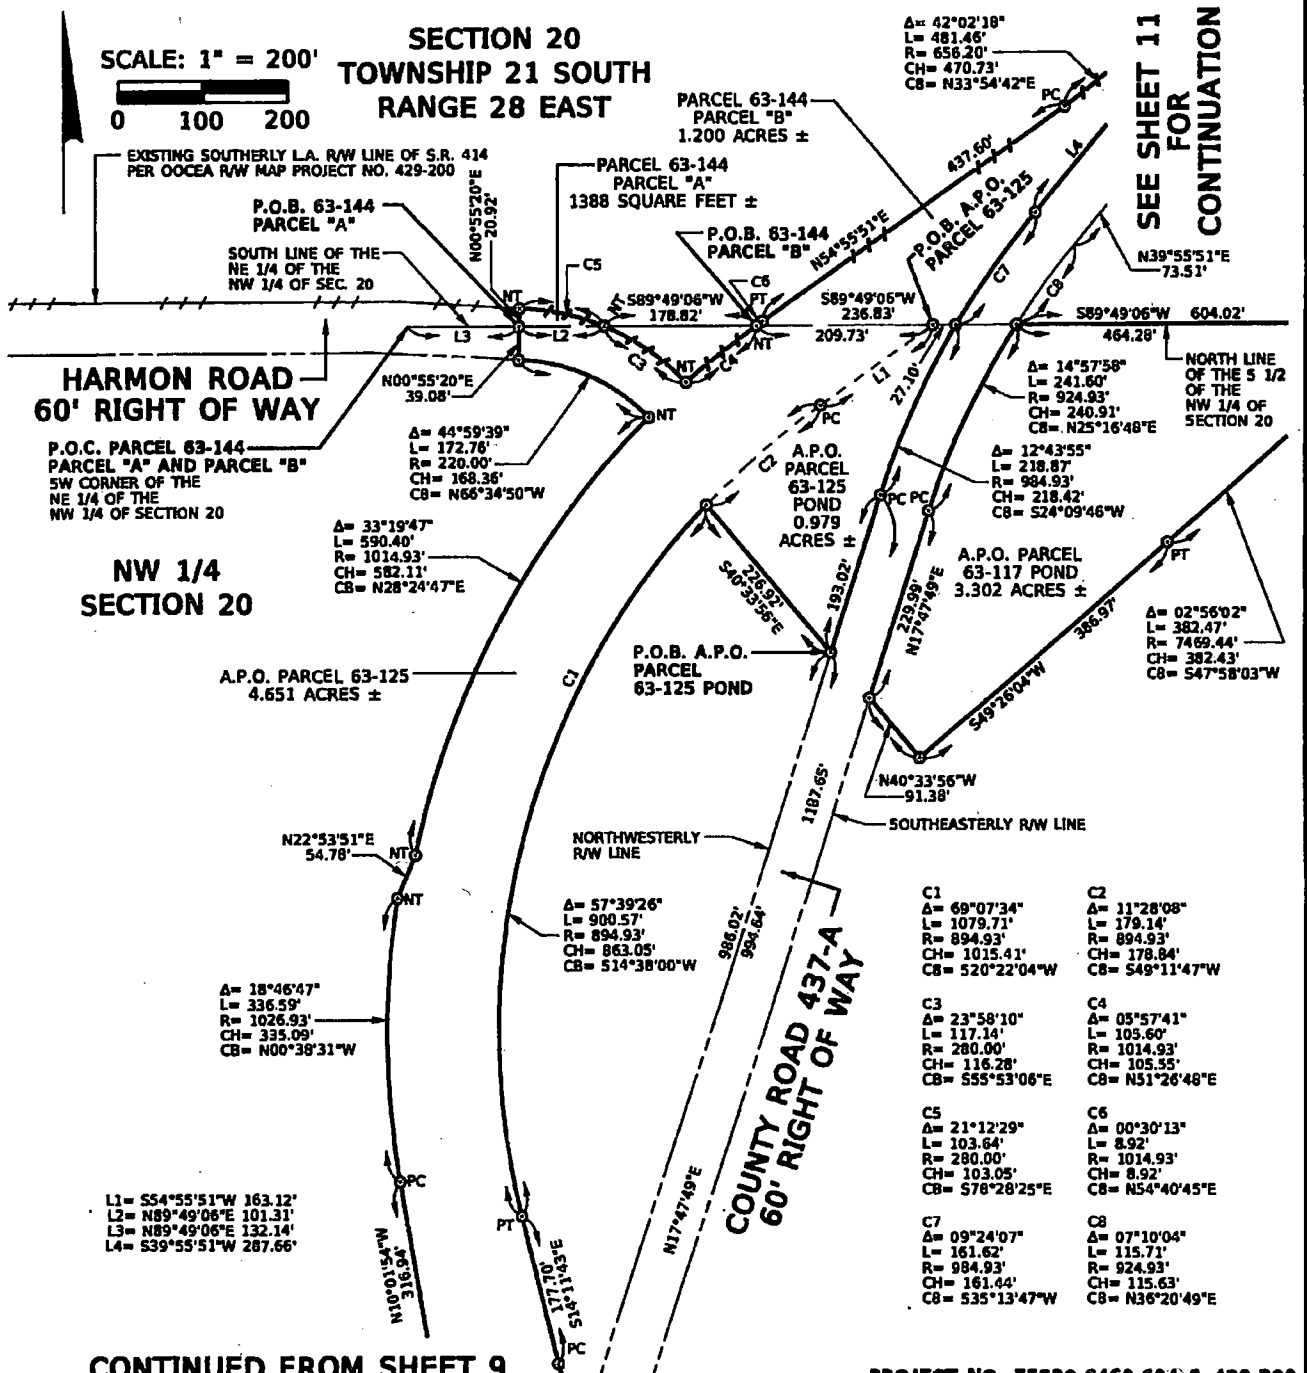 SCALE: 1" = 200'
0 100 200
SECTION 20
TOWNSHIP 21 SOUTH
RANGE 28 EAST
Δ= 42°02'18"
L= 481.46'
R= 656.20'
CH= 470.73'
CB= N33°54'42"E
PC
SEE SHEET 11
FOR
CONTINUATION
PARCEL 63-144
PARCEL "B"
1.200 ACRES ±
EXISTING SOUTHERLY L.A. R/W LINE OF S.R. 414
PER OOCEA R/W MAP PROJECT NO. 429-200
PARCEL 63-144
PARCEL "A"
1388 SQUARE FEET ±
N00°55'20"E
20.92'
437.60'
N54°55'51"E
L4
P.O.B. 63-144
PARCEL "A"
P.O.B. 63-144
PARCEL "B"
P.O.B. A.P.O.
PARCEL 63-125
SOUTH LINE OF THE
NE 1/4 OF THE
NW 1/4 OF SEC. 20
C5
C6
PT
C7
C8
N39°55'51"E
73.51'
NT
NT
S89°49'06"W
178.82'
S89°49'06"W
236.83'
209.73'
S89°49'06"W 604.02'
464.28'
L3
L2
C3
NT
C4
NT
L1
27.10'
HARMON ROAD
60' RIGHT OF WAY
N00°55'20"E
39.08'
NT
PC
Δ= 14°57'58"
L= 241.60'
R= 924.93'
CH= 240.91'
CB= N25°16'48"E
NORTH LINE
OF THE S 1/2
OF THE
NW 1/4 OF
SECTION 20
P.O.C. PARCEL 63-144
PARCEL "A" AND PARCEL "B"
SW CORNER OF THE
NE 1/4 OF THE
NW 1/4 OF SECTION 20
Δ= 44°59'39"
L= 172.76'
R= 220.00'
CH= 168.36'
CB= N66°34'50"W
C2
A.P.O.
PARCEL
63-125
POND
0.979
ACRES ±
PC
PC
Δ= 12°43'55"
L= 218.87'
R= 984.93'
CH= 218.42'
CB= S24°09'46"W
Δ= 33°19'47"
L= 590.40'
R= 1014.93'
CH= 582.11'
CB= N28°24'47"E
NW 1/4
SECTION 20
226.92'
S40°33'56"E
193.02'
229.99'
N17°47'49"E
A.P.O. PARCEL
63-117 POND
3.302 ACRES ±
PT
386.97'
S49°26'04"W
Δ= 02°56'02"
L= 382.47'
R= 7469.44'
CH= 382.43'
CB= S47°58'03"W
A.P.O. PARCEL 63-125
4.651 ACRES ±
C1
P.O.B. A.P.O.
PARCEL
63-125 POND
N40°33'56"W
91.38'
1187.65'
SOUTHEASTERLY R/W LINE
NORTHWESTERLY
R/W LINE
N22°53'51"E
54.78'
NT
NT
Δ= 57°39'26"
L= 900.57'
R= 894.93'
CH= 863.05'
CB= S14°38'00"W
986.02'
994.64'
COUNTY ROAD 437-A
60' RIGHT OF WAY
Δ= 18°46'47"
L= 336.59'
R= 1026.93'
CH= 335.09'
CB= N00°38'31"W
C1
Δ= 69°07'34"
L= 1079.71'
R= 894.93'
CH= 1015.41'
CB= S20°22'04"W
C2
Δ= 11°28'08"
L= 179.14'
R= 894.93'
CH= 178.84'
CB= S49°11'47"W
C3
Δ= 23°58'10"
L= 117.14'
R= 280.00'
CH= 116.28'
CB= S55°53'06"E
C4
Δ= 05°57'41"
L= 105.60'
R= 1014.93'
CH= 105.55'
CB= N51°26'48"E
C5
Δ= 21°12'29"
L= 103.64'
R= 280.00'
CH= 103.05'
CB= S78°28'25"E
C6
Δ= 00°30'13"
L= 8.92'
R= 1014.93'
CH= 8.92'
CB= N54°40'45"E
C7
Δ= 09°24'07"
L= 161.62'
R= 984.93'
CH= 161.44'
CB= S35°13'47"W
C8
Δ= 07°10'04"
L= 115.71'
R= 924.93'
CH= 115.63'
CB= N36°20'49"E
L1= S54°55'51"W 163.12'
L2= N89°49'06"E 101.31'
L3= N89°49'06"E 132.14'
L4= S39°55'51"W 287.66'
PC
PT
N17°47'49"E
N10°01'54"W
316.94'
177.70'
S14°11'43"E
PC
CONTINUED FROM SHEET 9
PROJECT NO.